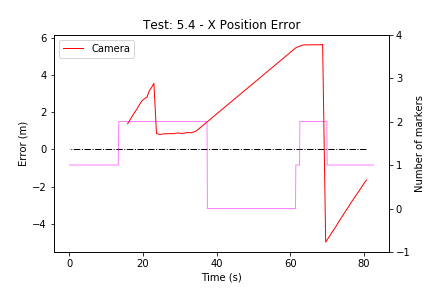 Test: 5.4 - X Position Error
Camera
6
4
2
0
−2
−4
Error (m)
4
3
2
1
0
−1
Number of markers
0 20 40 60 80
Time (s)